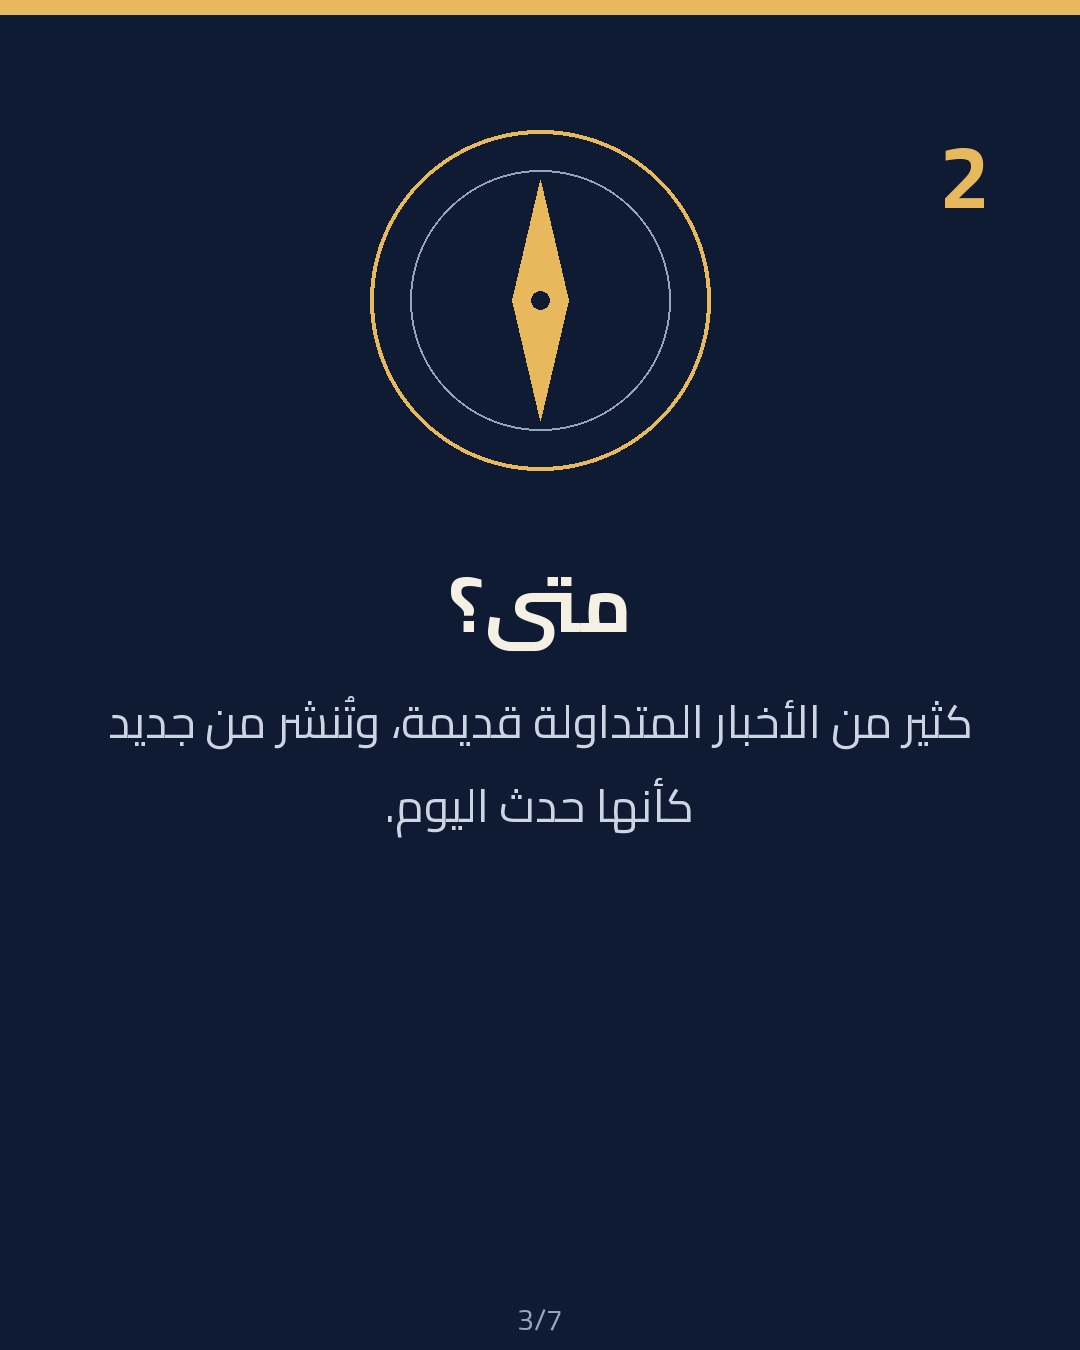 2
متى؟
كثير من الأخبار المتداولة قديمة، وتُنشر من جديد
كأنها حدث اليوم.
3/7